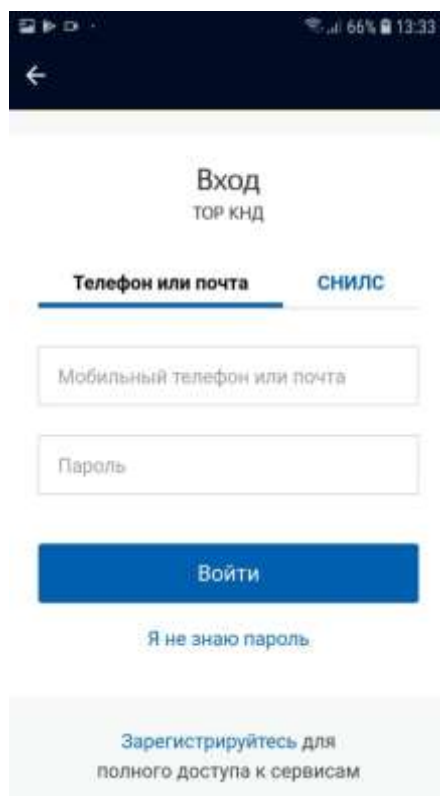 66% 13:33
Вход
ТОР КНД
Телефон или почта СНИЛС
Мобильный телефон или почта
Пароль
Войти
Я не знаю пароль
Зарегистрируйтесь для
полного доступа к сервисам